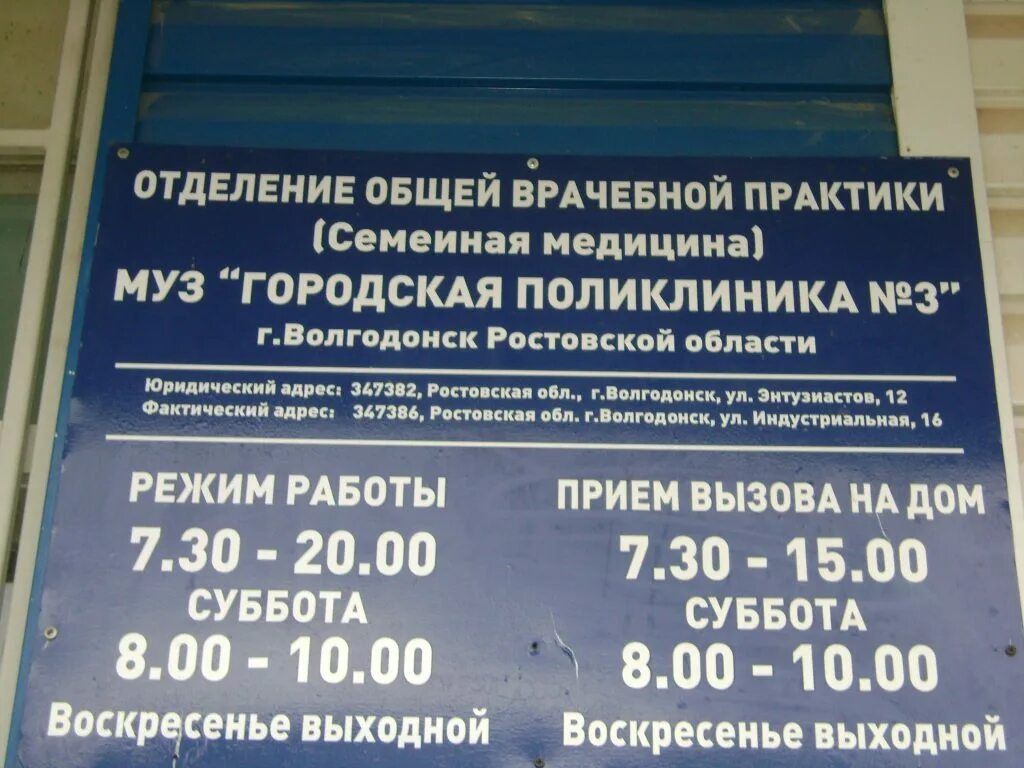 ОТДЕЛЕНИЕ ОБЩЕЙ ВРАЧЕБНОЙ ПРАКТИКИ
(Семеиная медицина)
МУЗ "ГОРОДСКАЯ ПОЛИКЛИНИКА №3"
г.Волгодонск Ростовской области
Юридический адрес: 347382, Ростовская обл., г.Волгодонск, ул. Энтузиастов, 12
Фактический адрес: 347386, Ростовская обл. г.Волгодонск, ул. Индустриальная, 16
РЕЖИМ РАБОТЫ
7.30 - 20.00
СУББОТА
8.00 - 10.00
Воскресенье выходной
ПРИЕМ ВЫЗОВА НА ДОМ
7.30 - 15.00
СУББОТА
8.00 - 10.00
Воскресенье выходной